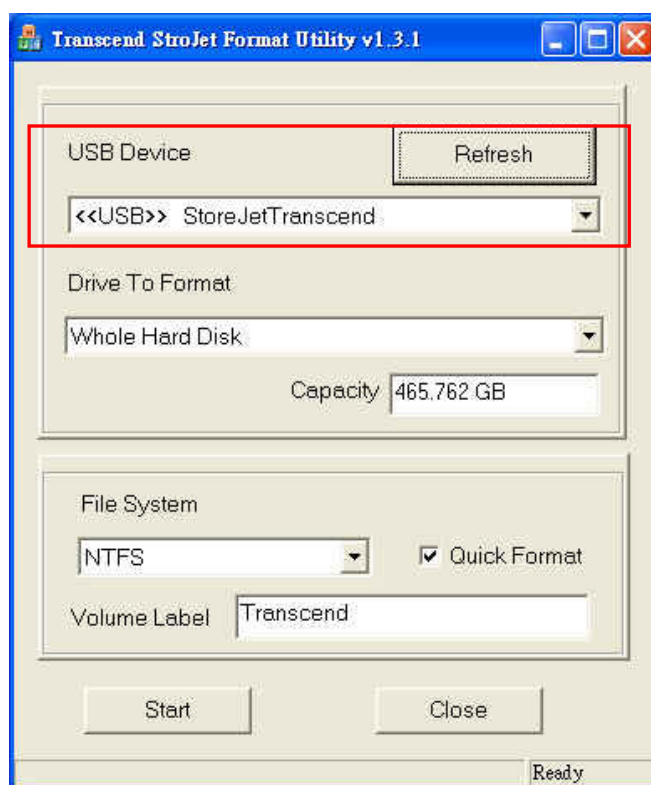 Transcend StroJet Format Utility v1.3.1
USB Device
Refresh
<<USB>> StoreJetTranscend
Drive To Format
Whole Hard Disk
Capacity 465.762 GB
File System
NTFS
Quick Format
Volume Label Transcend
Start Close
Ready